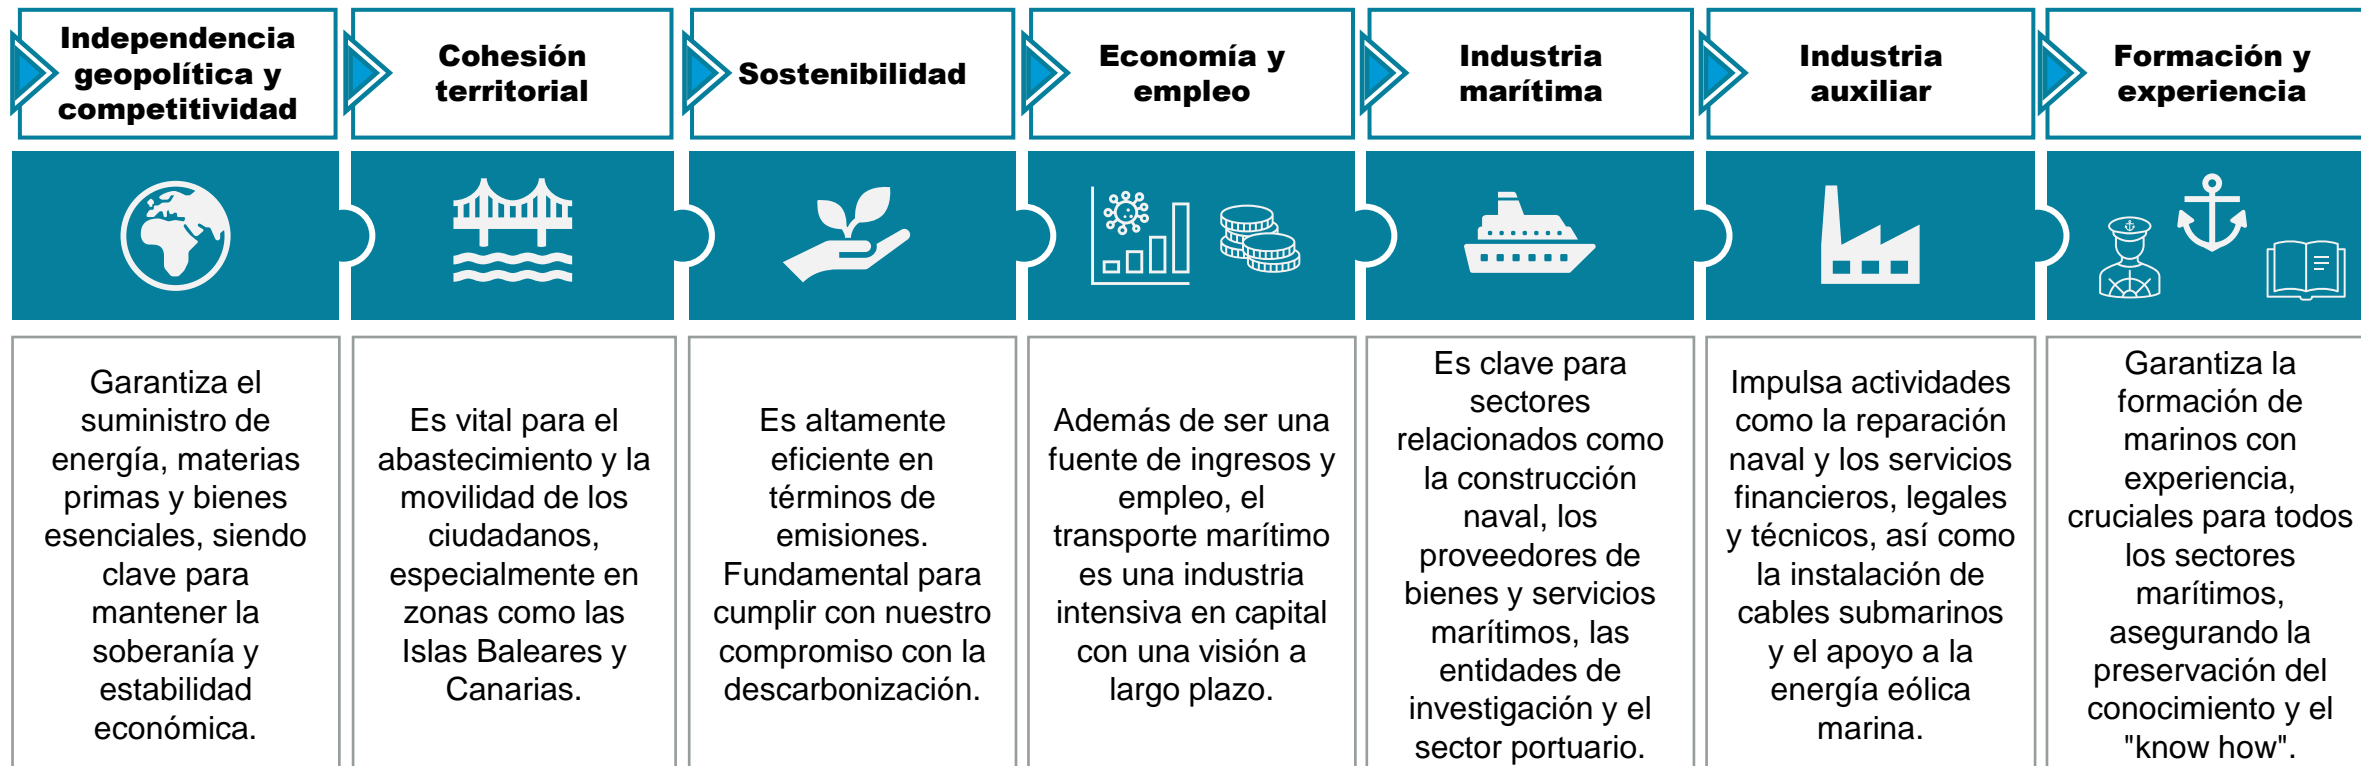 Independencia
geopolítica y
competitividad
Cohesión
territorial
Sostenibilidad
Economía y
empleo
Industria
marítima
Industria
auxiliar
Formación y
experiencia
Garantiza el
suministro de
energía, materias
primas y bienes
esenciales, siendo
clave para
mantener la
soberanía y
estabilidad
económica.
Es vital para el
abastecimiento y la
movilidad de los
ciudadanos,
especialmente en
zonas como las
Islas Baleares y
Canarias.
Es altamente
eficiente en
términos de
emisiones.
Fundamental para
cumplir con nuestro
compromiso con la
descarbonización.
Además de ser una
fuente de ingresos y
empleo, el
transporte marítimo
es una industria
intensiva en capital
con una visión a
largo plazo.
Es clave para
sectores
relacionados como
la construcción
naval, los
proveedores de
bienes y servicios
marítimos, las
entidades de
investigación y el
sector portuario.
Impulsa actividades
como la reparación
naval y los servicios
financieros, legales
y técnicos, así como
la instalación de
cables submarinos
y el apoyo a la
energía eólica
marina.
Garantiza la
formación de
marinos con
experiencia,
cruciales para todos
los sectores
marítimos,
asegurando la
preservación del
conocimiento y el
"know how".